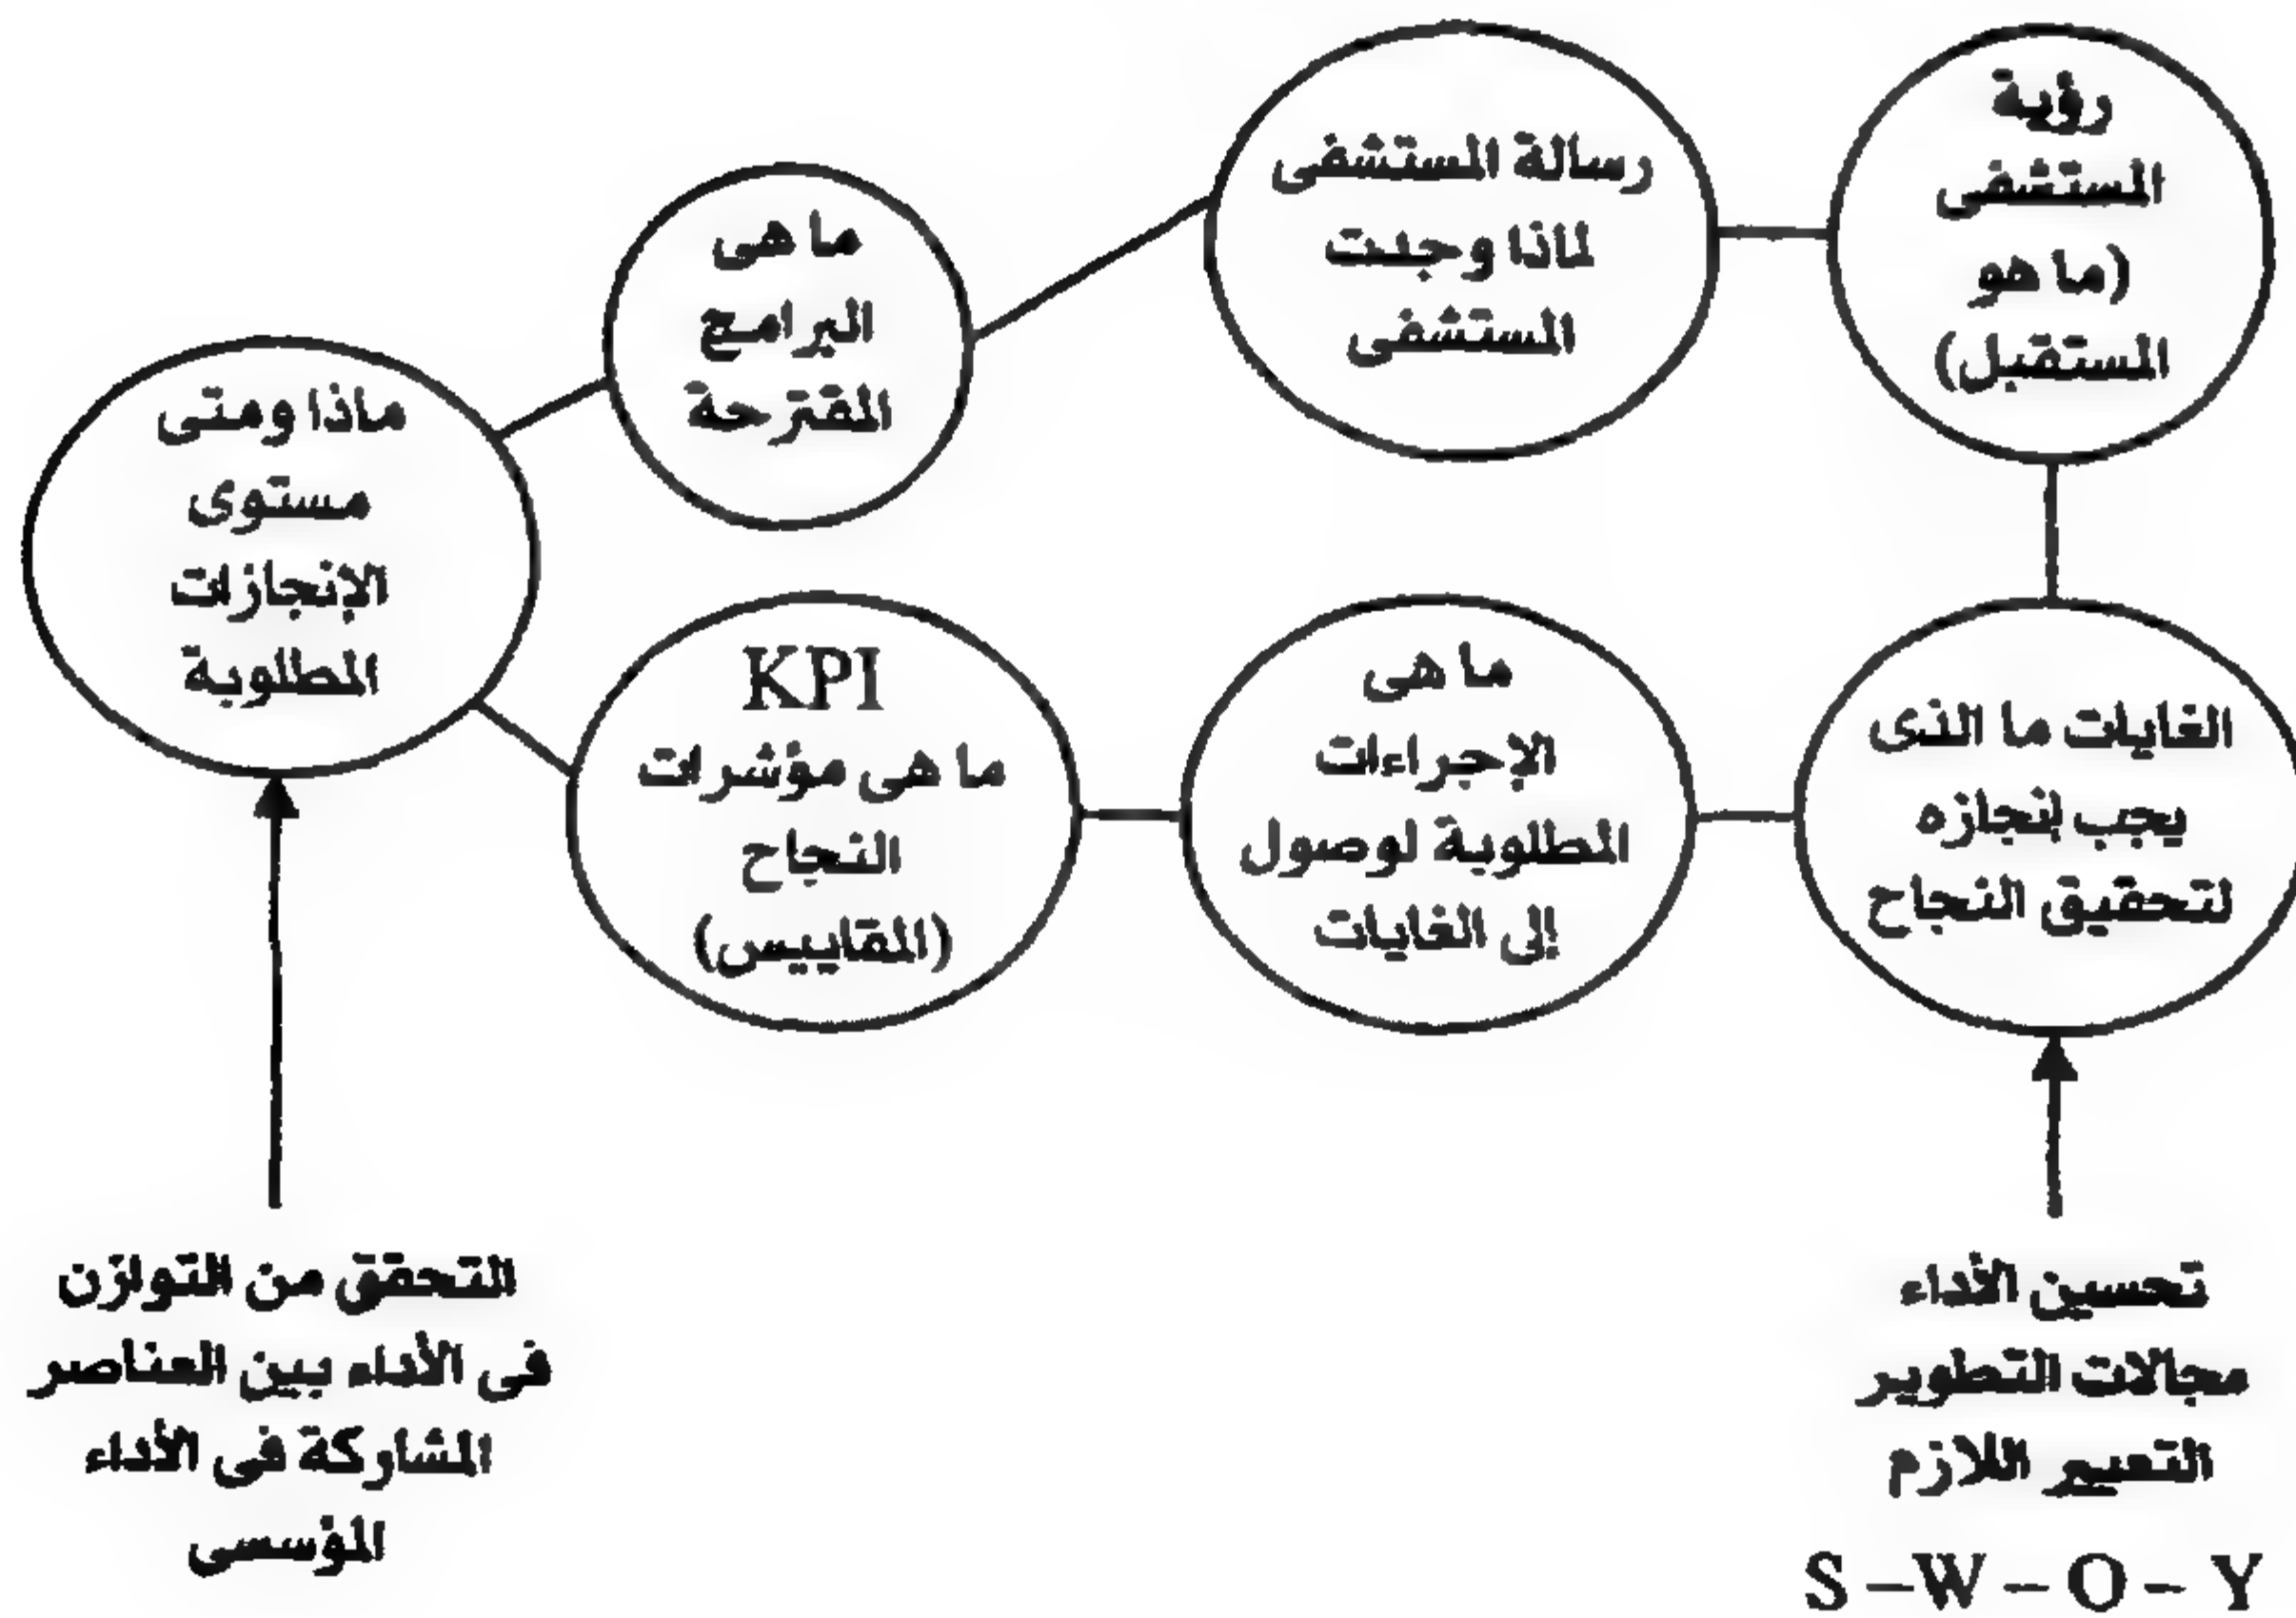 رؤية
المستشفى
(ما هو
المستقبل)
رسالة المستشفى
لماذا وجدت
المستشفى
ما هى
البرامج
المقترحة
ماذا ومتى
مستوى
الإنجازات
المطلوبة
KPI
ما هى مؤشرات
النجاح
(المقاييس)
ما هى
الإجراءات
المطلوبة لوصول
إلى الغايات
الغايات ما الذى
يجب إنجازه
لتحقيق النجاح
تحسين الأداء
مجالات التطوير
التعيم اللازم
S – W – O – Y
التحقق من التوازن
فى الأداء بين العناصر
المشاركة فى الأداء
المؤسسى